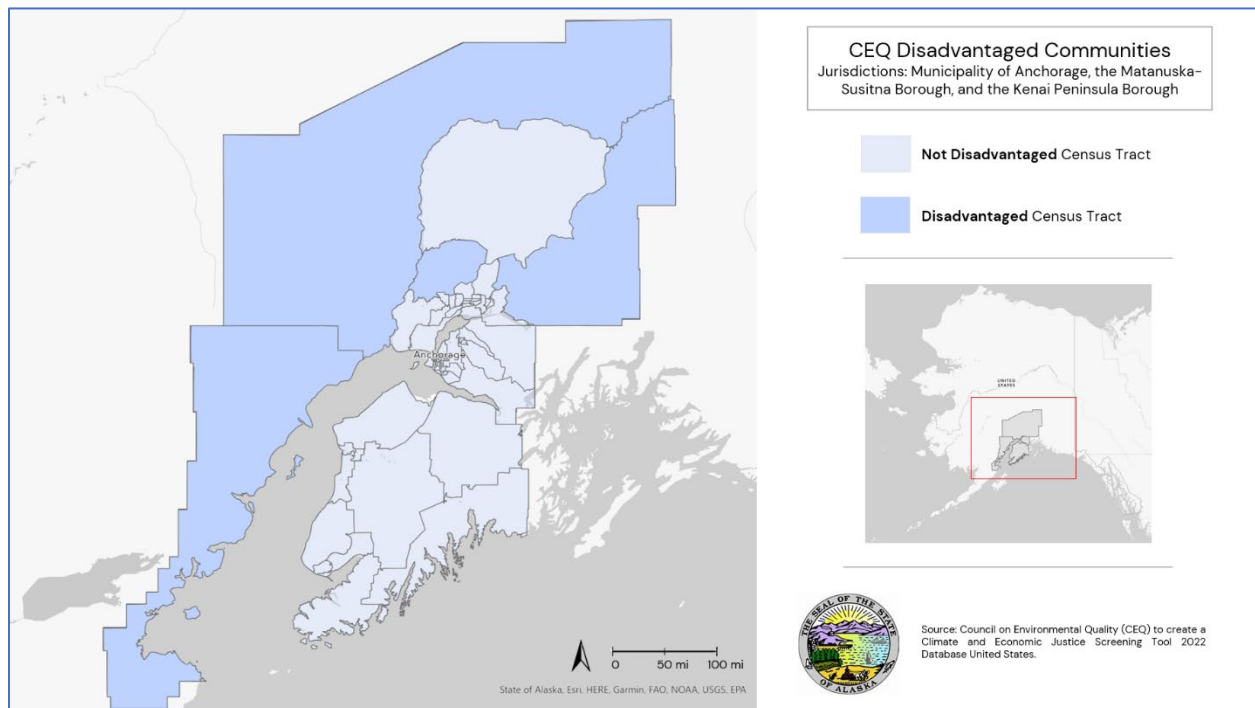 CEQ Disadvantaged Communities
Jurisdictions: Municipality of Anchorage, the Matanuska-
Susitna Borough, and the Kenai Peninsula Borough
Not Disadvantaged Census Tract
Disadvantaged Census Tract
Anchorage
UNITED
STATES
0 50 mi 100 mi
State of Alaska, Esri, HERE, Garmin, FAO, NOAA, USGS, EPA
THE SEAL OF THE STATE
OF ALASKA
Source: Council on Environmental Quality (CEQ) to create a
Climate and Economic Justice Screening Tool 2022
Database United States.